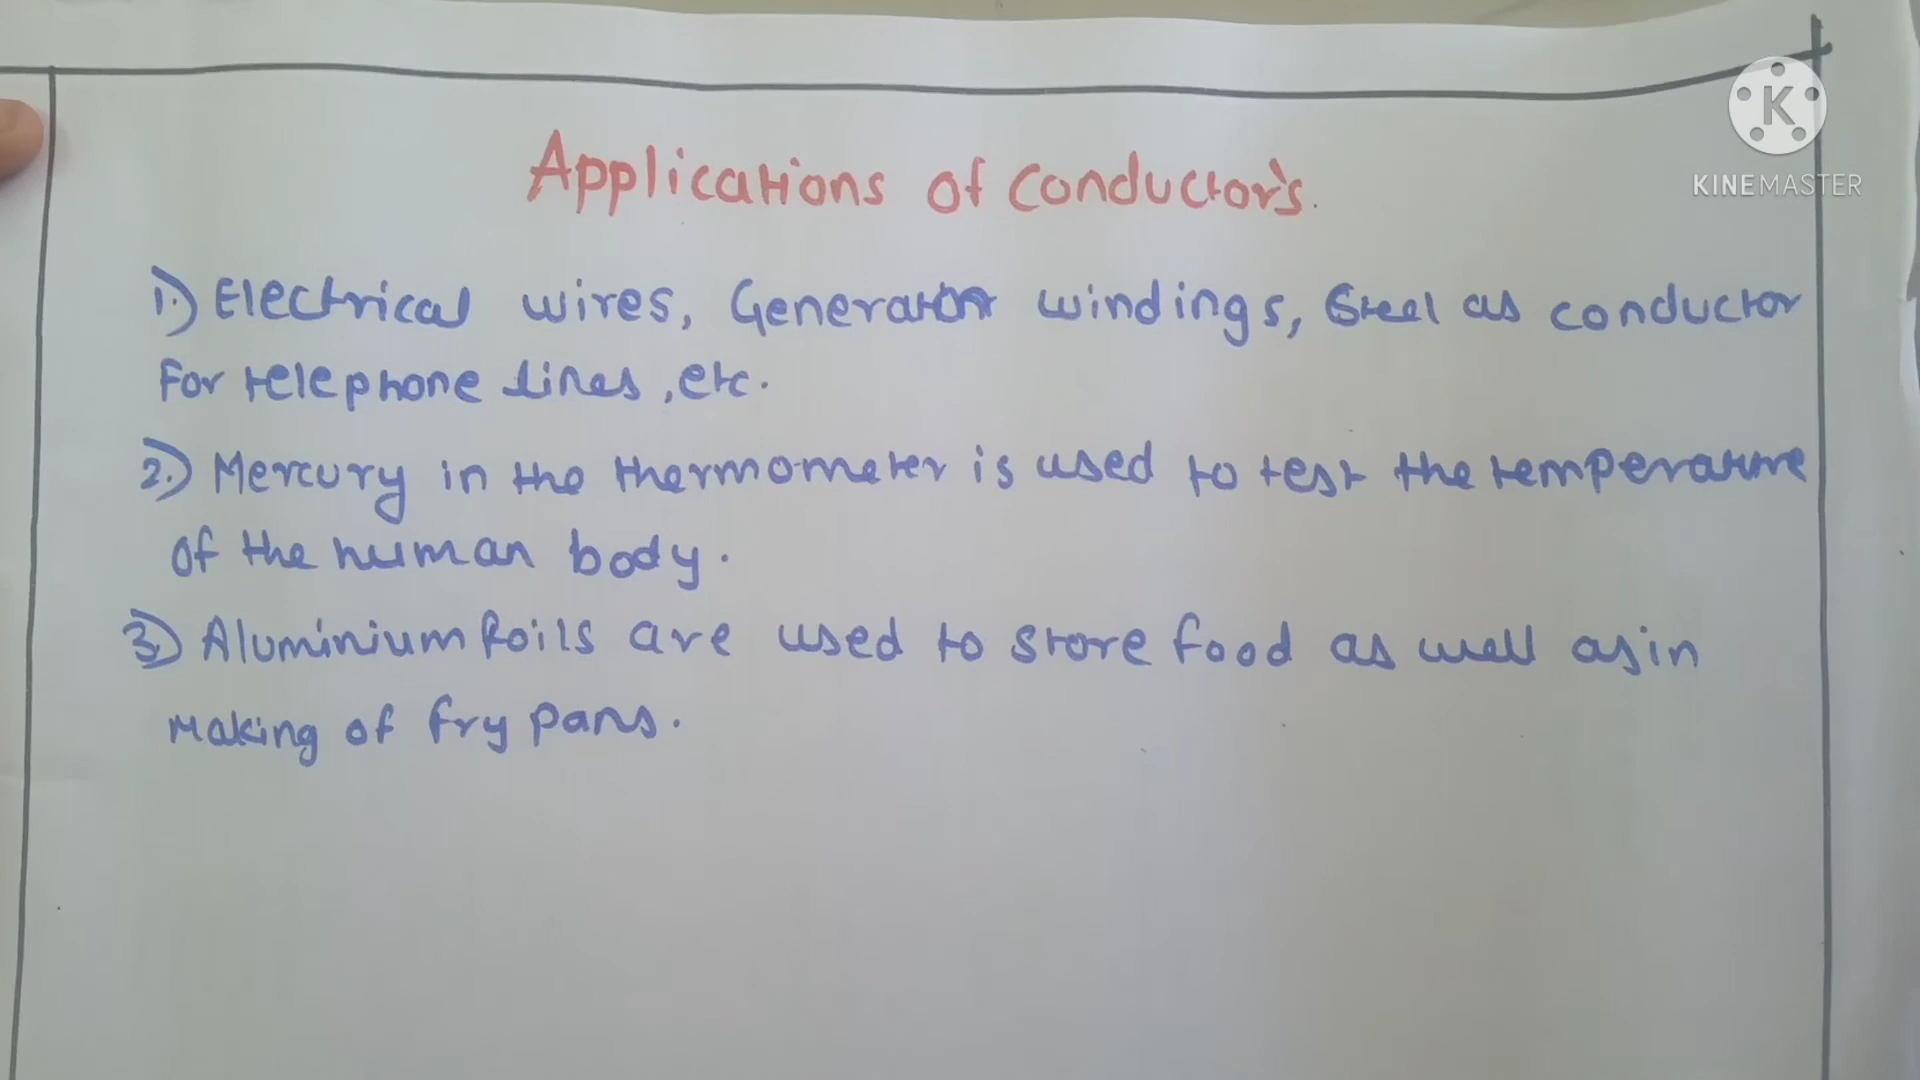 Applications of conductor's.
1.) Electrical wires, Generator windings, Steel as conductor
for telephone lines, etc.
2.) Mercury in the thermometer is used to test the temperature
of the human body.
3.) Aluminium foils are used to store food as well as in
Making of fry pans.
K
KINEMASTER